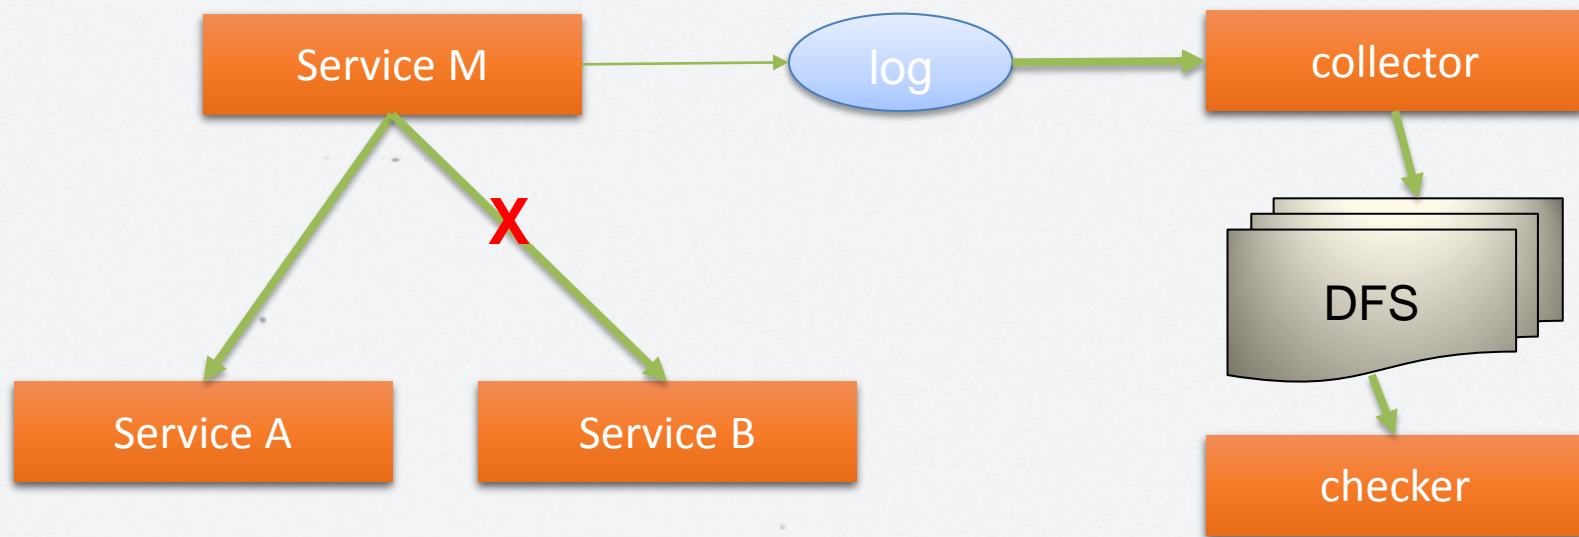 Service M
log
collector
X
DFS
Service A
Service B
checker